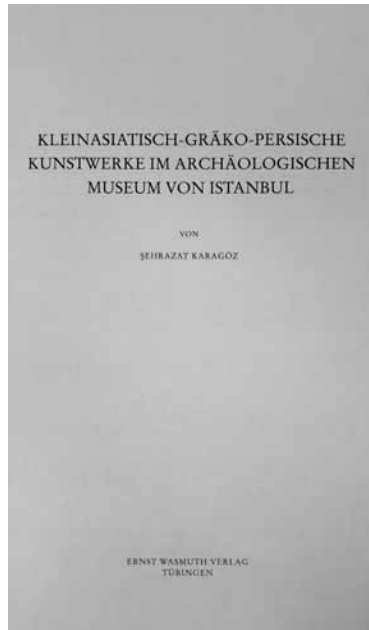 KLEINASIATISCH-GRÄKO-PERSISCHE
KUNSTWERKE IM ARCHÄOLOGISCHEN
MUSEUM VON ISTANBUL
VON
ŞEHRAZAT KARAGÖZ
ERNST WASMUTH VERLAG
TÜBINGEN